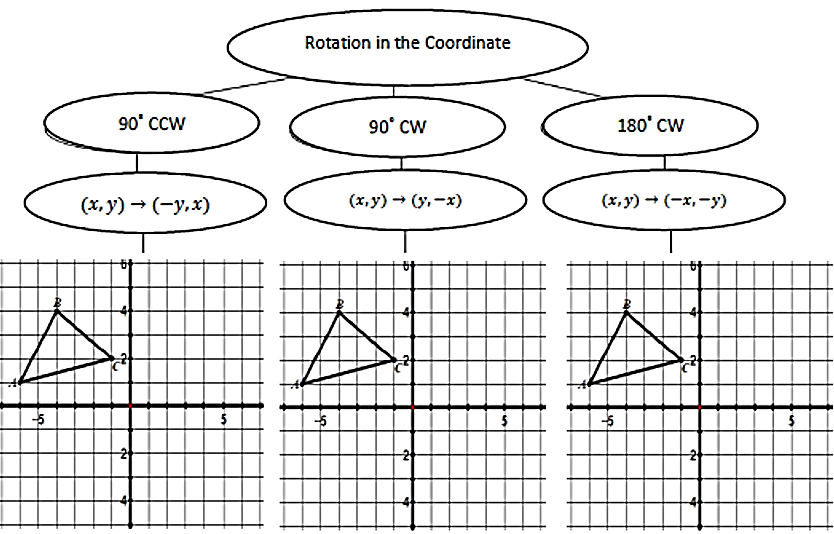 Rotation in the Coordinate
90° CCW
90° CW
180° CW
(x, y) → (−y, x)
(x, y) → (y, −x)
(x, y) → (−x, −y)
6
B
4
2
C
A
-5
5
2
4
6
B
4
2
C
A
-5
5
2
4
6
B
4
2
C
A
-5
5
2
4